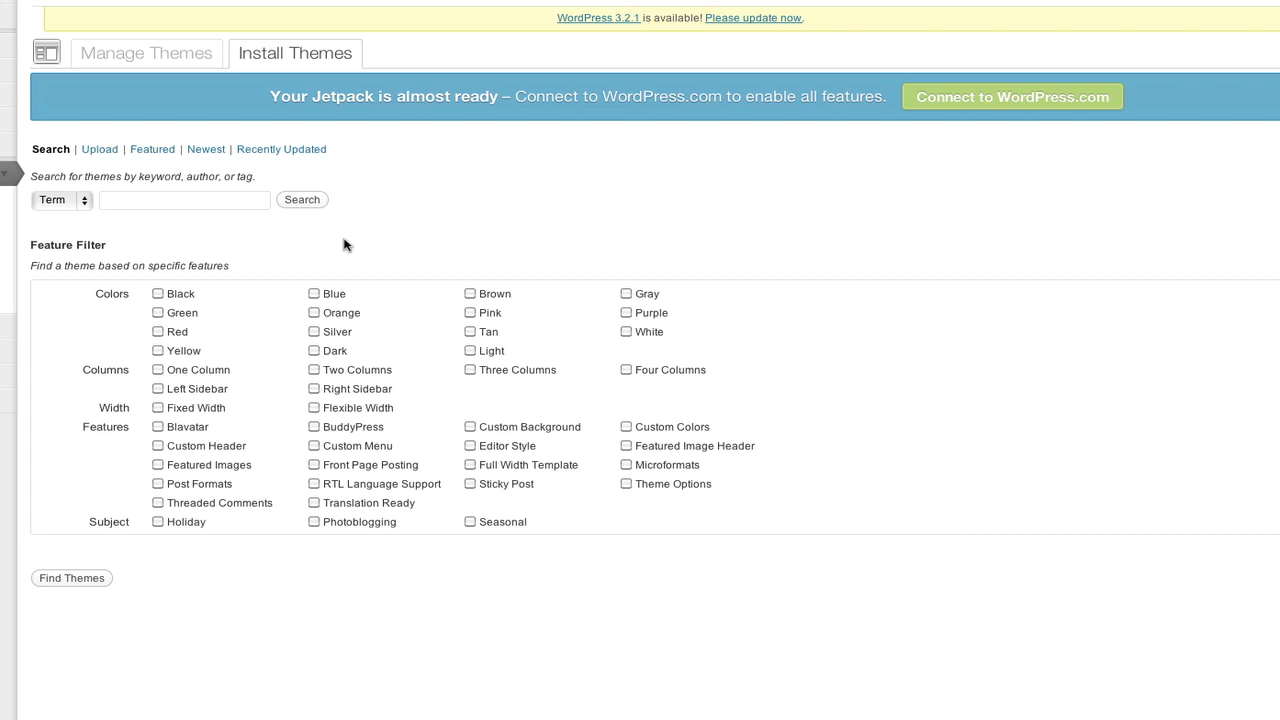 WordPress 3.2.1 is available! Please update now.
Manage Themes Install Themes
Your Jetpack is almost ready – Connect to WordPress.com to enable all features. Connect to WordPress.com
Search | Upload | Featured | Newest | Recently Updated
Search for themes by keyword, author, or tag.
Term Search
Feature Filter
Find a theme based on specific features
Colors Black Blue Brown Gray
Green Orange Pink Purple
Red Silver Tan White
Yellow Dark Light
Columns One Column Two Columns Three Columns Four Columns
Left Sidebar Right Sidebar
Width Fixed Width Flexible Width
Features Blavatar BuddyPress Custom Background Custom Colors
Custom Header Custom Menu Editor Style Featured Image Header
Featured Images Front Page Posting Full Width Template Microformats
Post Formats RTL Language Support Sticky Post Theme Options
Threaded Comments Translation Ready
Subject Holiday Photoblogging Seasonal
Find Themes